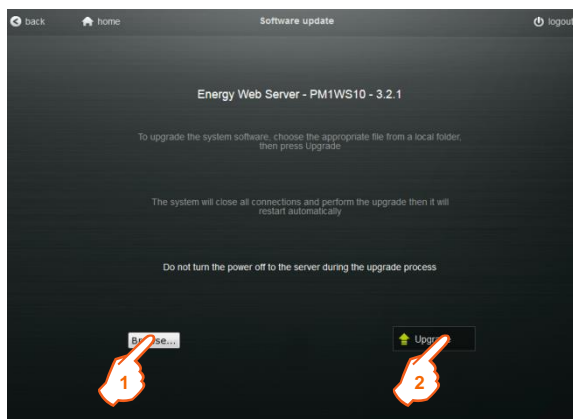 back home Software update logout
Energy Web Server - PM1WS10 - 3.2.1
To upgrade the system software, choose the appropriate file from a local folder,
then press Upgrade
The system will close all connections and perform the upgrade then it will
restart automatically
Do not turn the power off to the server during the upgrade process
Upgrade
1 2